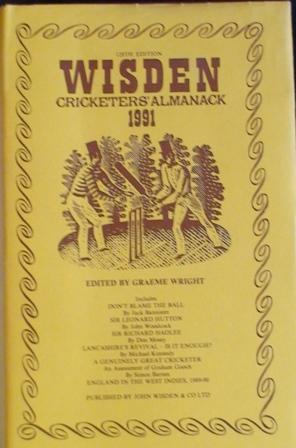 128TH EDITION
WISDEN
CRICKETERS' ALMANACK
1991
EDITED BY GRAEME WRIGHT
Includes
DON'T BLAME THE BALL
By Jack Bannister
SIR LEONARD HUTTON
By John Woodcock
SIR RICHARD HADLEE
By Don Mosey
LANCASHIRE'S REVIVAL – IS IT ENOUGH?
By Michael Kennedy
A GENUINELY GREAT CRICKETER
An Assessment of Graham Gooch
By Simon Barnes
ENGLAND IN THE WEST INDIES, 1989-90
PUBLISHED BY JOHN WISDEN & CO LTD